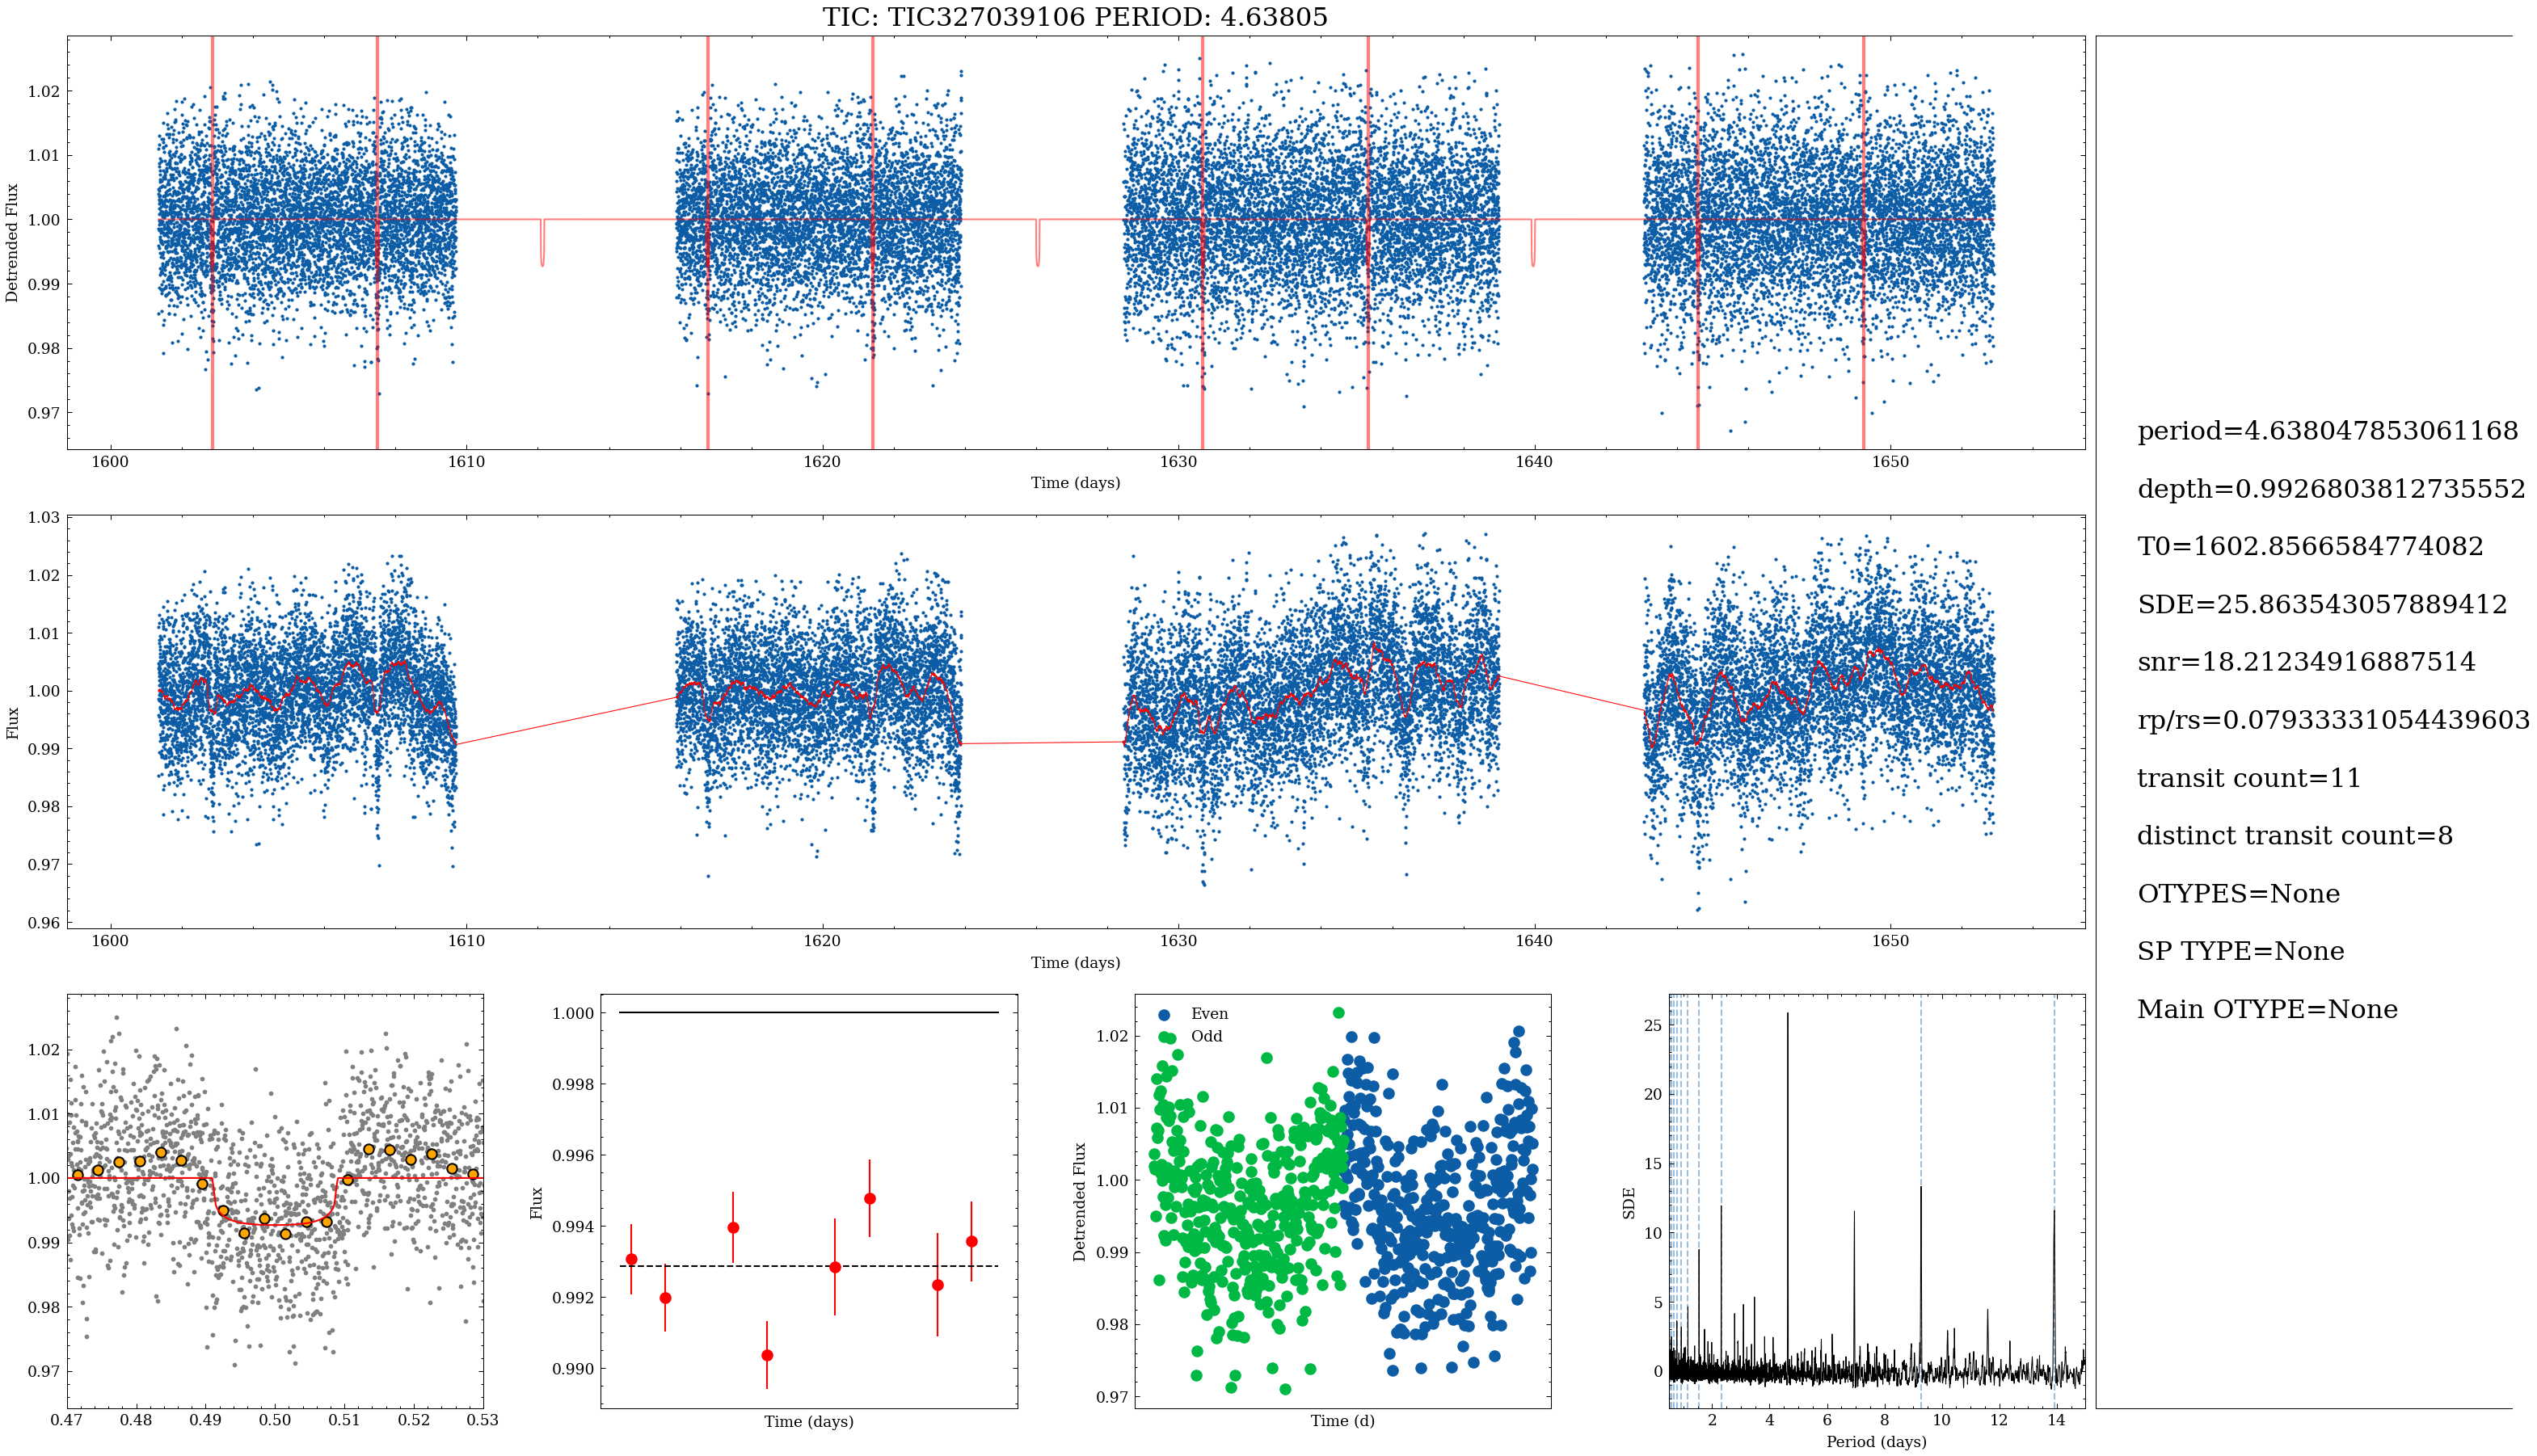 TIC: TIC327039106 PERIOD: 4.63805
Detrended Flux
1.02
1.01
1.00
0.99
0.98
0.97
1600 1610 1620 1630 1640 1650
Time (days)
Flux
1.03
1.02
1.01
1.00
0.99
0.98
0.97
0.96
1600 1610 1620 1630 1640 1650
Time (days)
1.02
1.01
1.00
0.99
0.98
0.97
0.47 0.48 0.49 0.50 0.51 0.52 0.53
Flux
1.000
0.998
0.996
0.994
0.992
0.990
Time (days)
Detrended Flux
1.02
1.01
1.00
0.99
0.98
0.97
Even
Odd
Time (d)
SDE
25
20
15
10
5
0
2 4 6 8 10 12 14
Period (days)
period=4.638047853061168
depth=0.9926803812735552
T0=1602.8566584774082
SDE=25.863543057889412
snr=18.21234916887514
rp/rs=0.07933331054439603
transit count=11
distinct transit count=8
OTYPES=None
SP TYPE=None
Main OTYPE=None